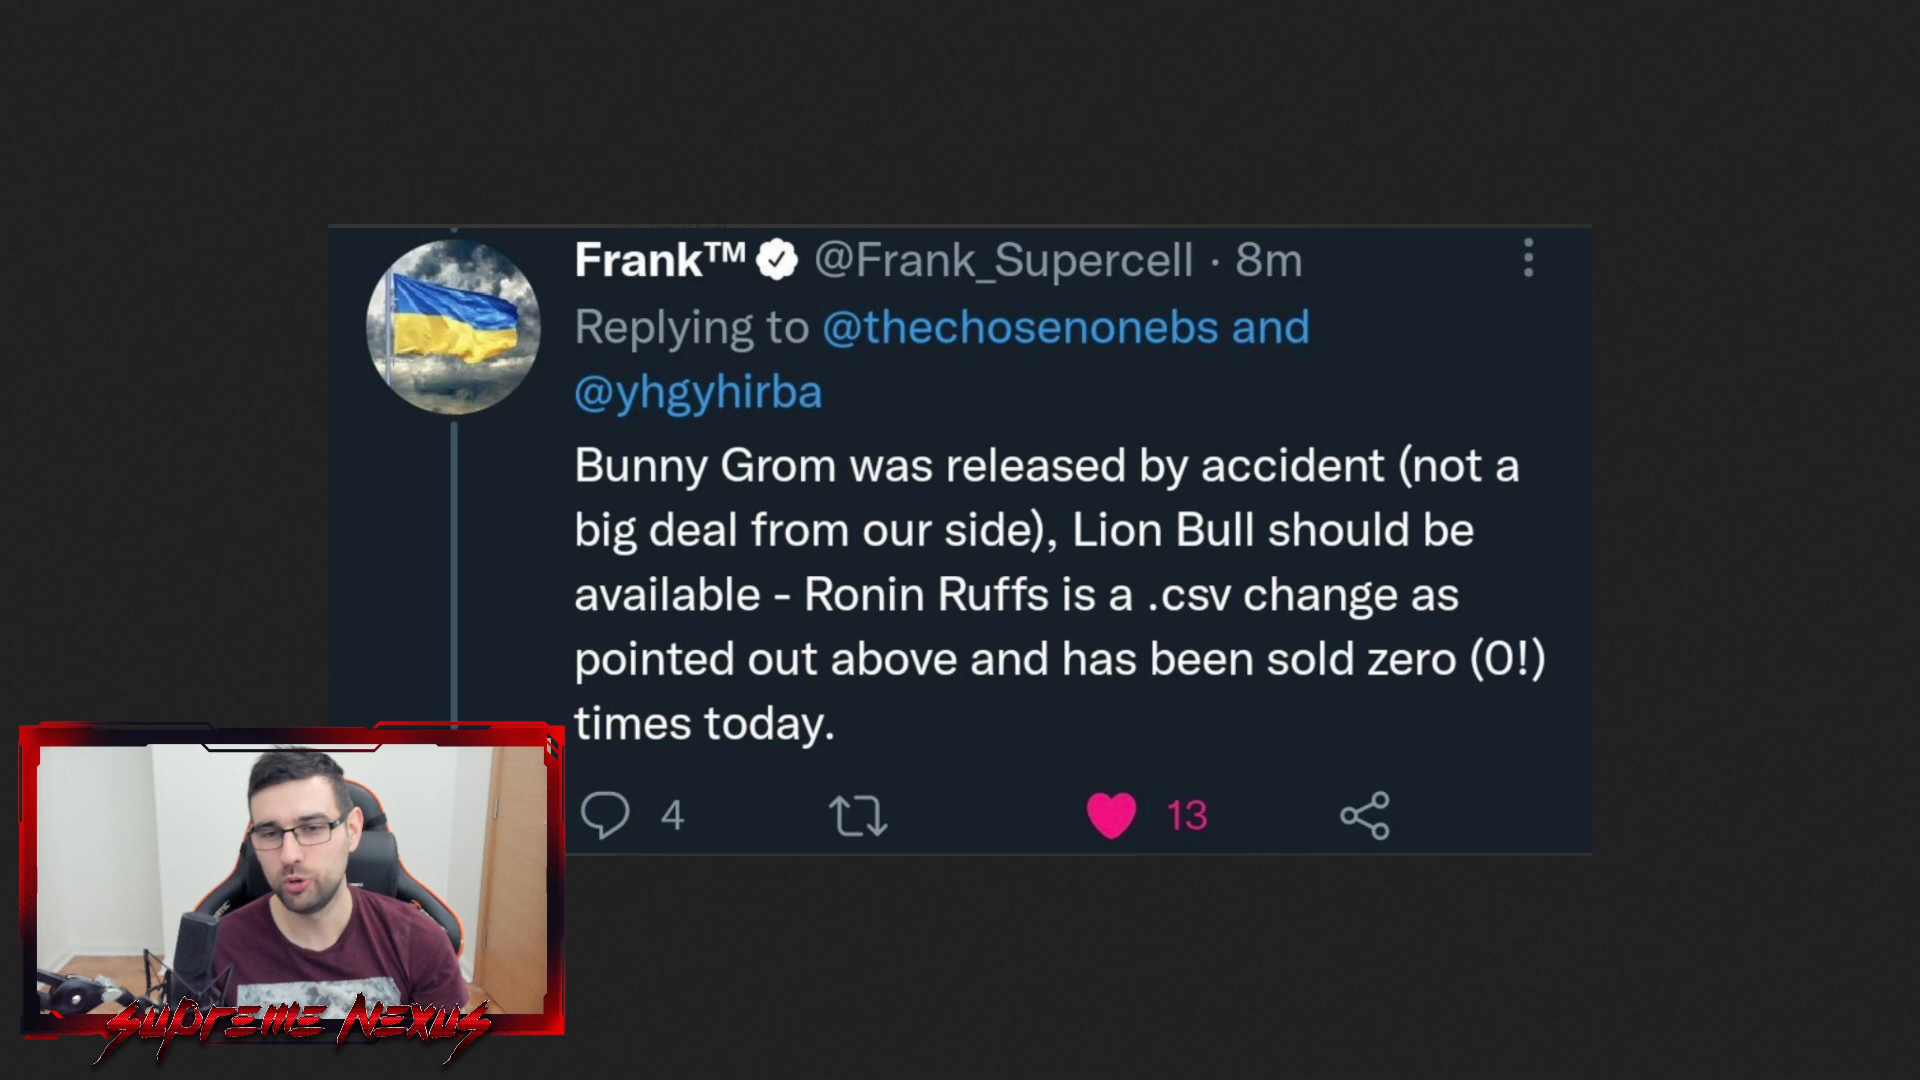 Frank™ @Frank_Supercell · 8m
Replying to @thechosenonebs and
@yhgyhirba
Bunny Grom was released by accident (not a
big deal from our side), Lion Bull should be
available - Ronin Ruffs is a .csv change as
pointed out above and has been sold zero (0!)
times today.
4 13
Supreme Nexus